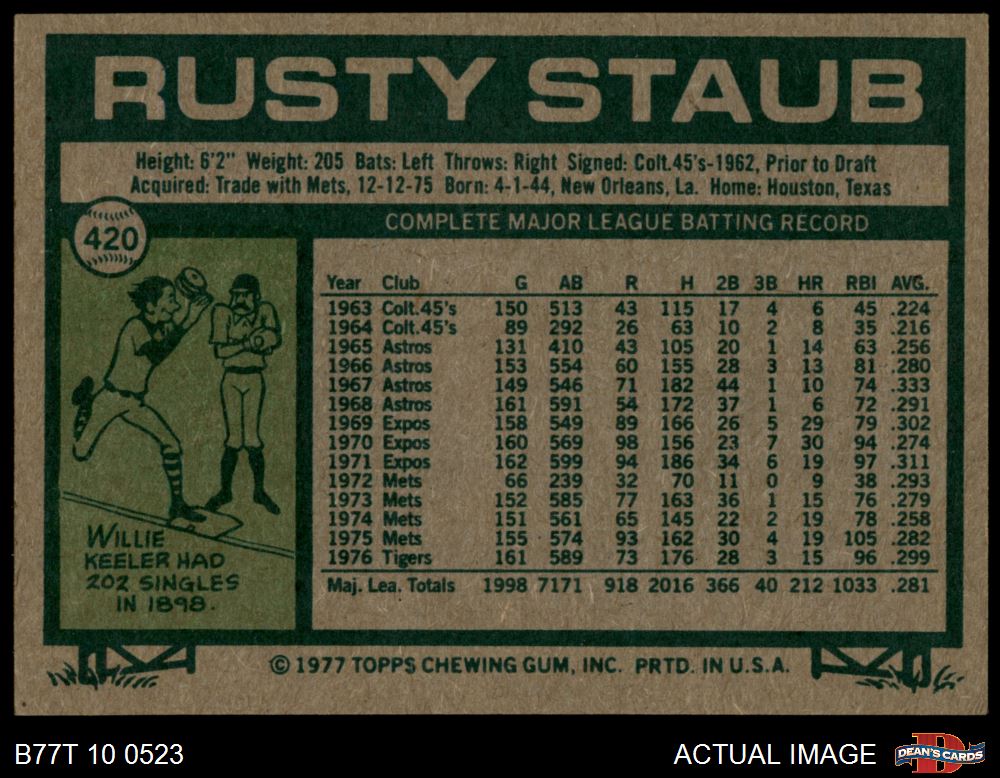 RUSTY STAUB
Height: 6'2" Weight: 205 Bats: Left Throws: Right Signed: Colt.45's-1962, Prior to Draft
Acquired: Trade with Mets, 12-12-75 Born: 4-1-44, New Orleans, La. Home: Houston, Texas
420
COMPLETE MAJOR LEAGUE BATTING RECORD
Year Club G AB R H 2B 3B HR RBI AVG.
1963 Colt.45's 150 513 43 115 17 4 6 45 .224
1964 Colt.45's 89 292 26 63 10 2 8 35 .216
1965 Astros 131 410 43 105 20 1 14 63 .256
1966 Astros 153 554 60 155 28 3 13 81 .280
1967 Astros 149 546 71 182 44 1 10 74 .333
1968 Astros 161 591 54 172 37 1 6 72 .291
1969 Expos 158 549 89 166 26 5 29 79 .302
1970 Expos 160 569 98 156 23 7 30 94 .274
1971 Expos 162 599 94 186 34 6 19 97 .311
1972 Mets 66 239 32 70 11 0 9 38 .293
1973 Mets 152 585 77 163 36 1 15 76 .279
1974 Mets 151 561 65 145 22 2 19 78 .258
1975 Mets 155 574 93 162 30 4 19 105 .282
1976 Tigers 161 589 73 176 28 3 15 96 .299
Maj. Lea. Totals 1998 7171 918 2016 366 40 212 1033 .281
WILLIE
KEELER HAD
202 SINGLES
IN 1898.
© 1977 TOPPS CHEWING GUM, INC. PRTD. IN U.S.A.
B77T 10 0523
ACTUAL IMAGE
D
DEAN'S CARDS